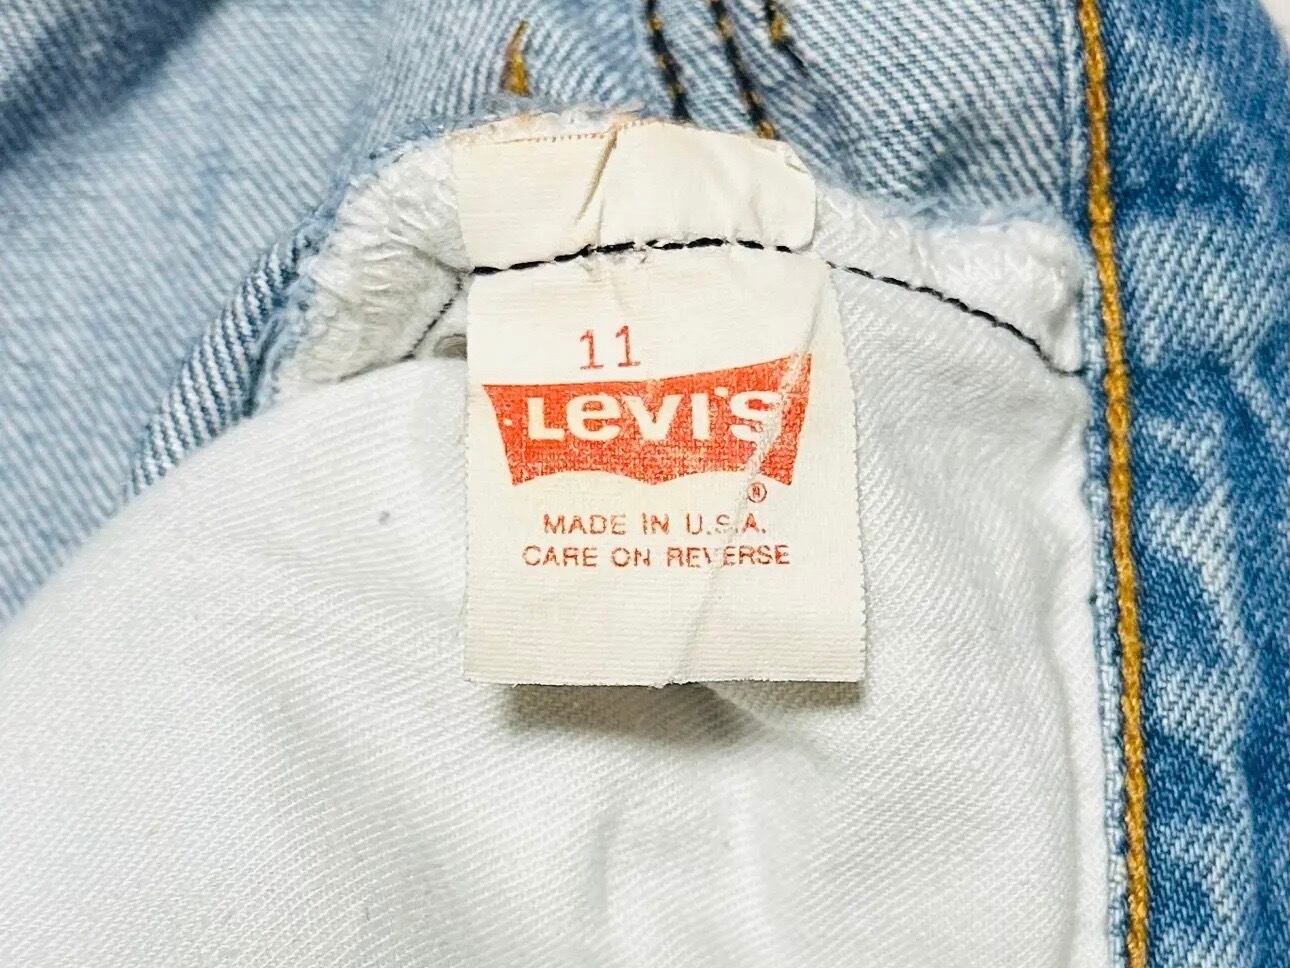 11
Levi's
®
MADE IN U.S.A.
CARE ON REVERSE